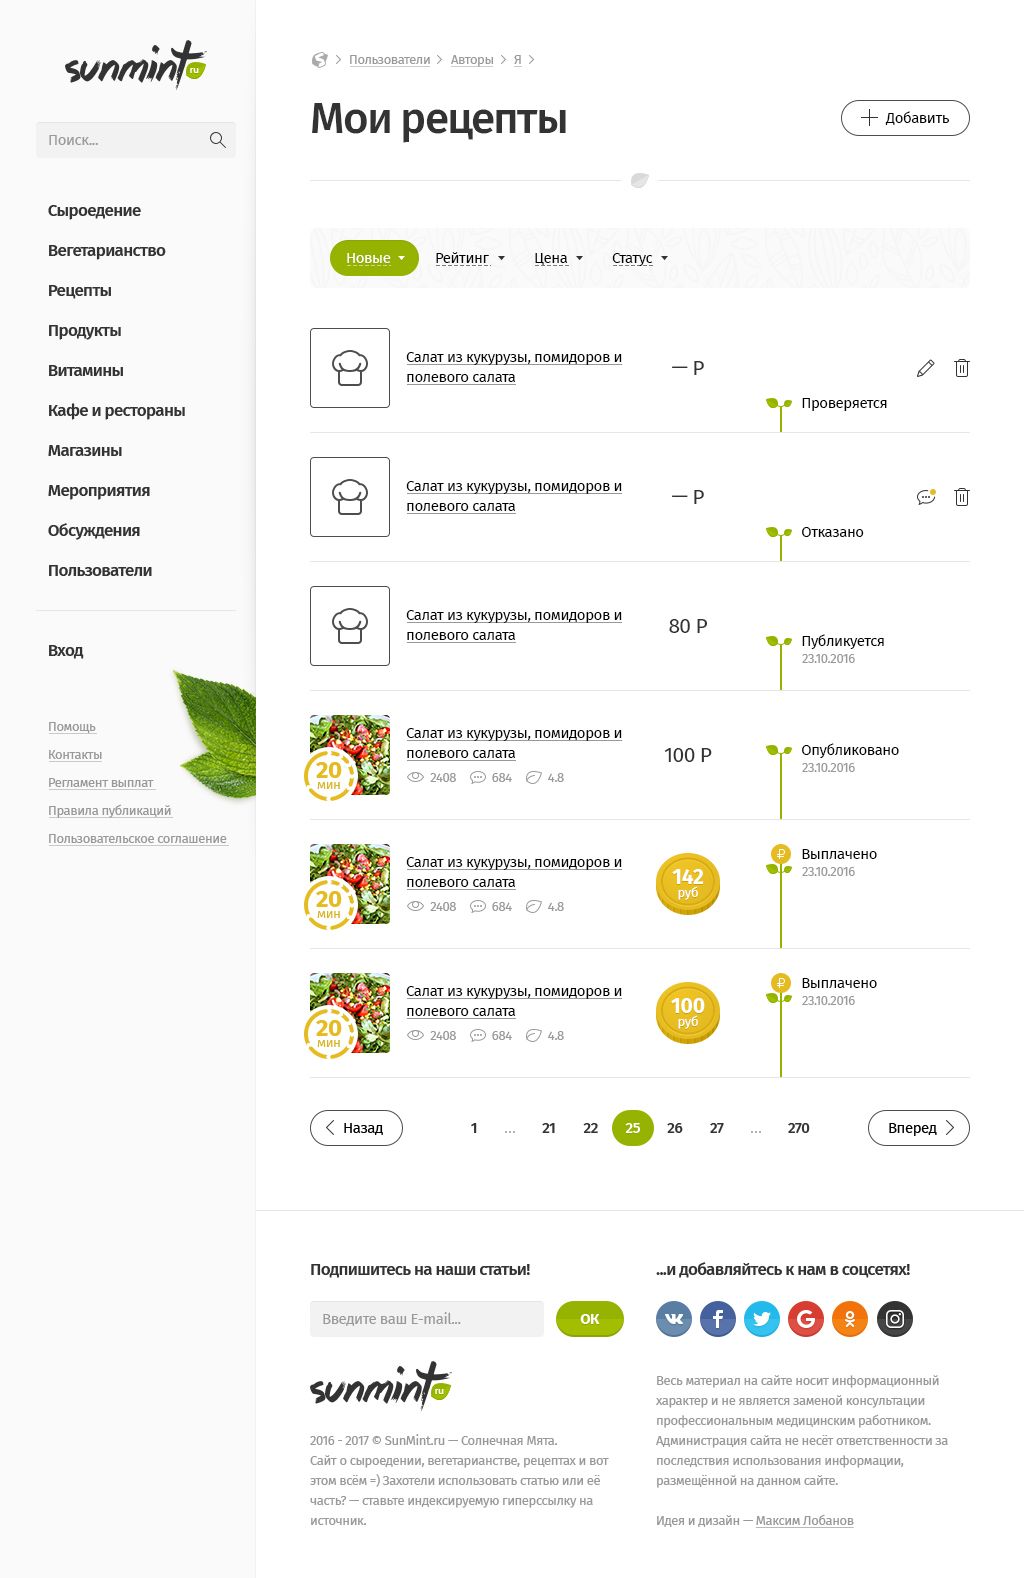 sunmint ru
Поиск...
Сыроедение
Вегетарианство
Рецепты
Продукты
Витамины
Кафе и рестораны
Магазины
Мероприятия
Обсуждения
Пользователи
Вход
Помощь
Контакты
Регламент выплат
Правила публикаций
Пользовательское соглашение
Пользователи Авторы Я
Мои рецепты
Добавить
Новые Рейтинг Цена Статус
Салат из кукурузы, помидоров и
полевого салата
— Р
Проверяется
Салат из кукурузы, помидоров и
полевого салата
— Р
Отказано
Салат из кукурузы, помидоров и
полевого салата
80 Р
Публикуется
23.10.2016
20
мин
Салат из кукурузы, помидоров и
полевого салата
2408 684 4.8
100 Р
Опубликовано
23.10.2016
20
мин
Салат из кукурузы, помидоров и
полевого салата
2408 684 4.8
142
руб
₽
Выплачено
23.10.2016
20
мин
Салат из кукурузы, помидоров и
полевого салата
2408 684 4.8
100
руб
₽
Выплачено
23.10.2016
Назад 1 ... 21 22 25 26 27 ... 270 Вперед
Подпишитесь на наши статьи!
Введите ваш E-mail...
ОК
sunmint ru
2016 - 2017 © SunMint.ru — Солнечная Мята.
Сайт о сыроедении, вегетарианстве, рецептах и вот
этом всём =) Захотели использовать статью или её
часть? — ставьте индексируемую гиперссылку на
источник.
...и добавляйтесь к нам в соцсетях!
Весь материал на сайте носит информационный
характер и не является заменой консультации
профессиональным медицинским работником.
Администрация сайта не несёт ответственности за
последствия использования информации,
размещённой на данном сайте.
Идея и дизайн — Максим Лобанов